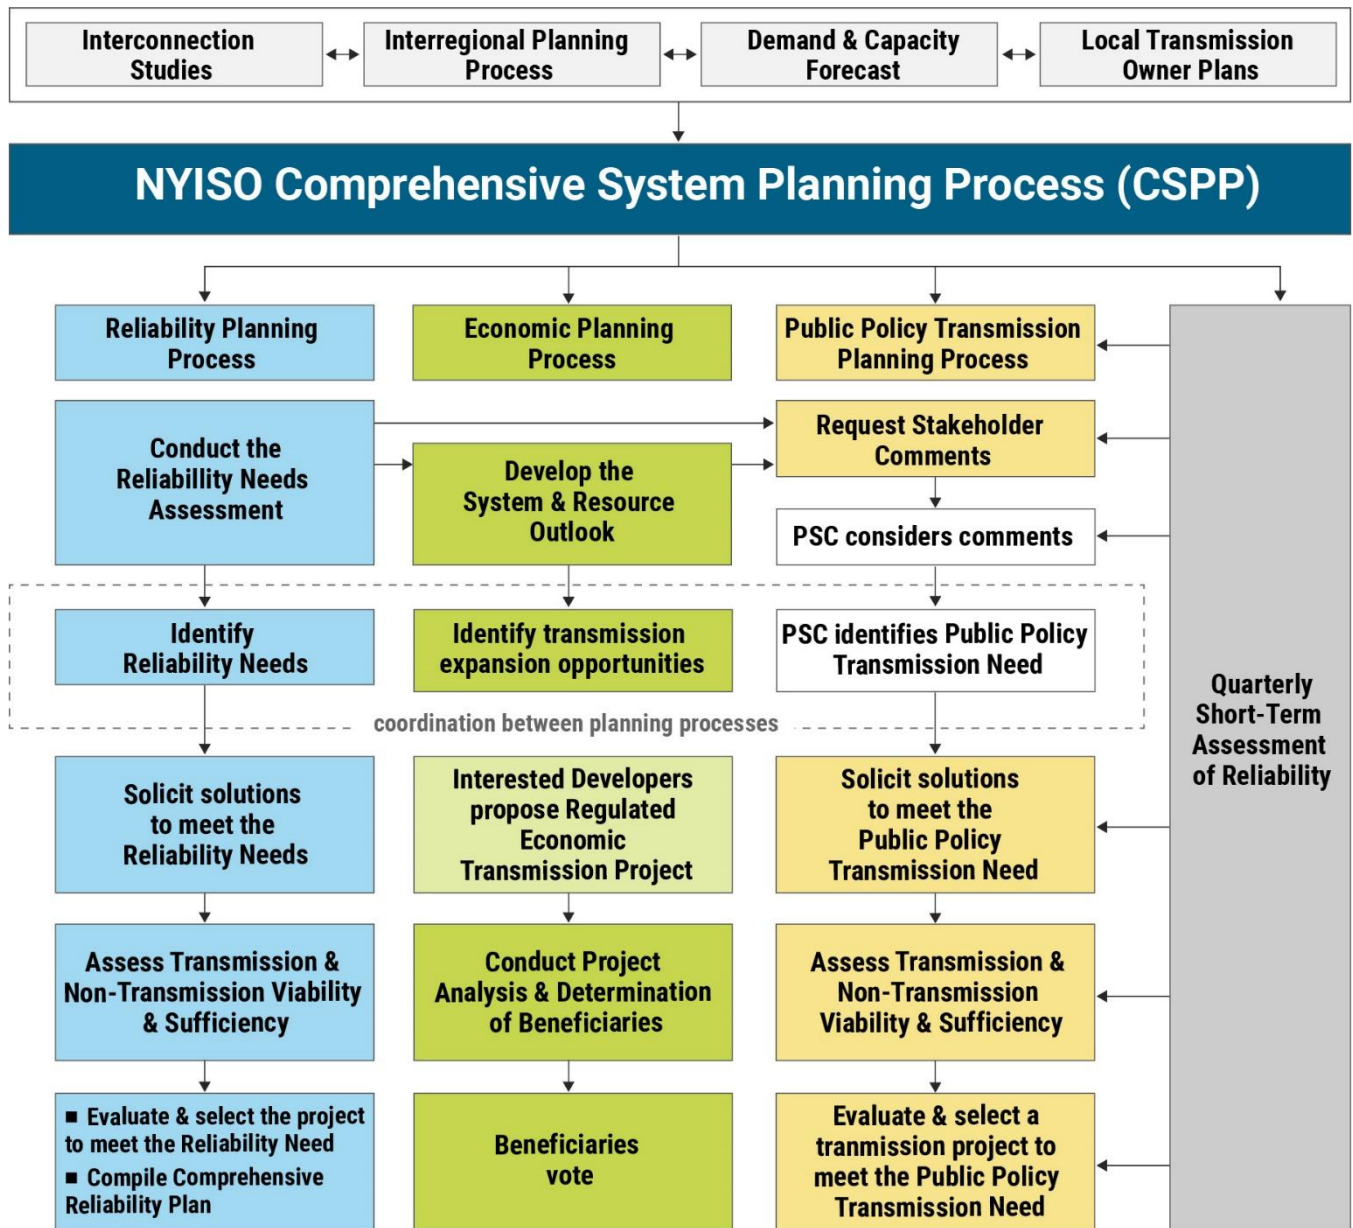 Interconnection
Studies
Interregional Planning
Process
Demand & Capacity
Forecast
Local Transmission
Owner Plans
NYISO Comprehensive System Planning Process (CSPP)
Reliability Planning
Process
Economic Planning
Process
Public Policy Transmission
Planning Process
Conduct the
Reliabillity Needs
Assessment
Develop the
System & Resource
Outlook
Request Stakeholder
Comments
PSC considers comments
Identify
Reliability Needs
Identify transmission
expansion opportunities
PSC identifies Public Policy
Transmission Need
coordination between planning processes
Quarterly
Short-Term
Assessment
of Reliability
Solicit solutions
to meet the
Reliability Needs
Interested Developers
propose Regulated
Economic
Transmission Project
Solicit solutions
to meet the
Public Policy
Transmission Need
Assess Transmission &
Non-Transmission Viability
& Sufficiency
Conduct Project
Analysis & Determination
of Beneficiaries
Assess Transmission &
Non-Transmission
Viability & Sufficiency
■ Evaluate & select the project
to meet the Reliability Need
■ Compile Comprehensive
Reliability Plan
Beneficiaries
vote
Evaluate & select a
tranmission project to
meet the Public Policy
Transmission Need